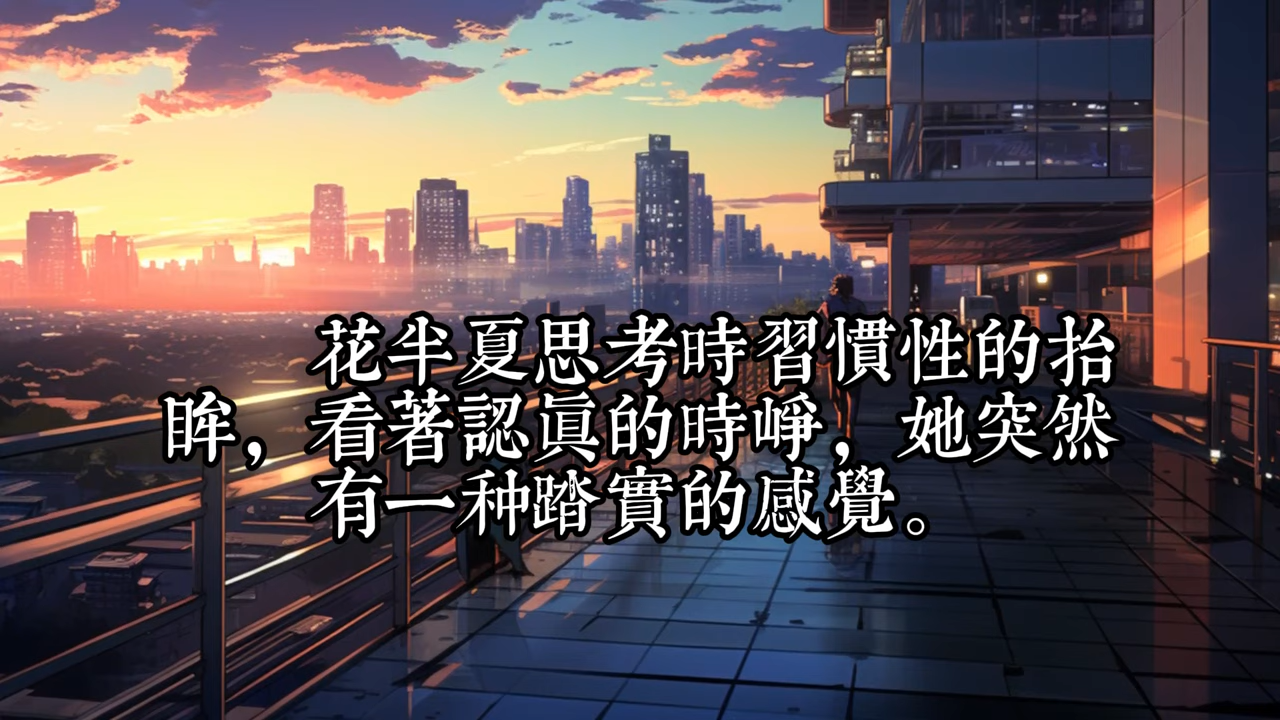 花半夏思考時習慣性的抬
眸，看著認眞的時崢，她突然
有一种踏實的感覺。